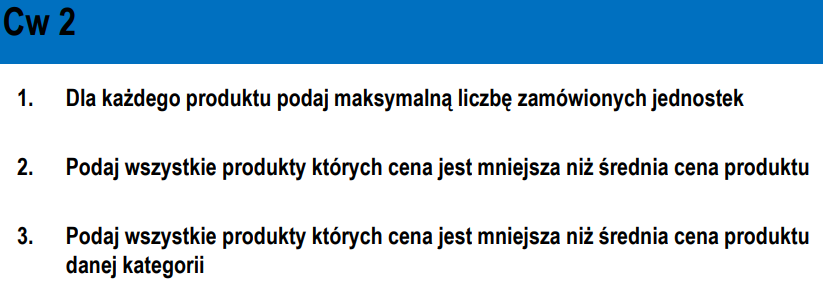 Cw 2
1. Dla każdego produktu podaj maksymalną liczbę zamówionych jednostek
2. Podaj wszystkie produkty których cena jest mniejsza niż średnia cena produktu
3. Podaj wszystkie produkty których cena jest mniejsza niż średnia cena produktu
danej kategorii